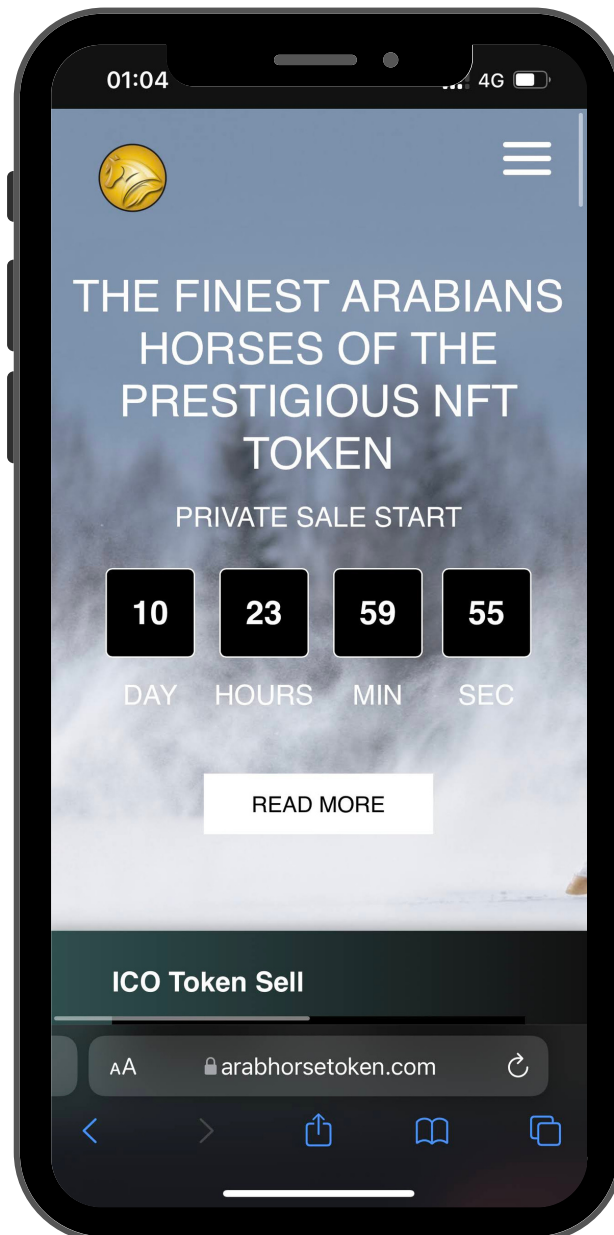 01:04
4G
THE FINEST ARABIANS
HORSES OF THE
PRESTIGIOUS NFT
TOKEN
PRIVATE SALE START
10 23 59 55
DAY HOURS MIN SEC
READ MORE
ICO Token Sell
AA arabhorsetoken.com